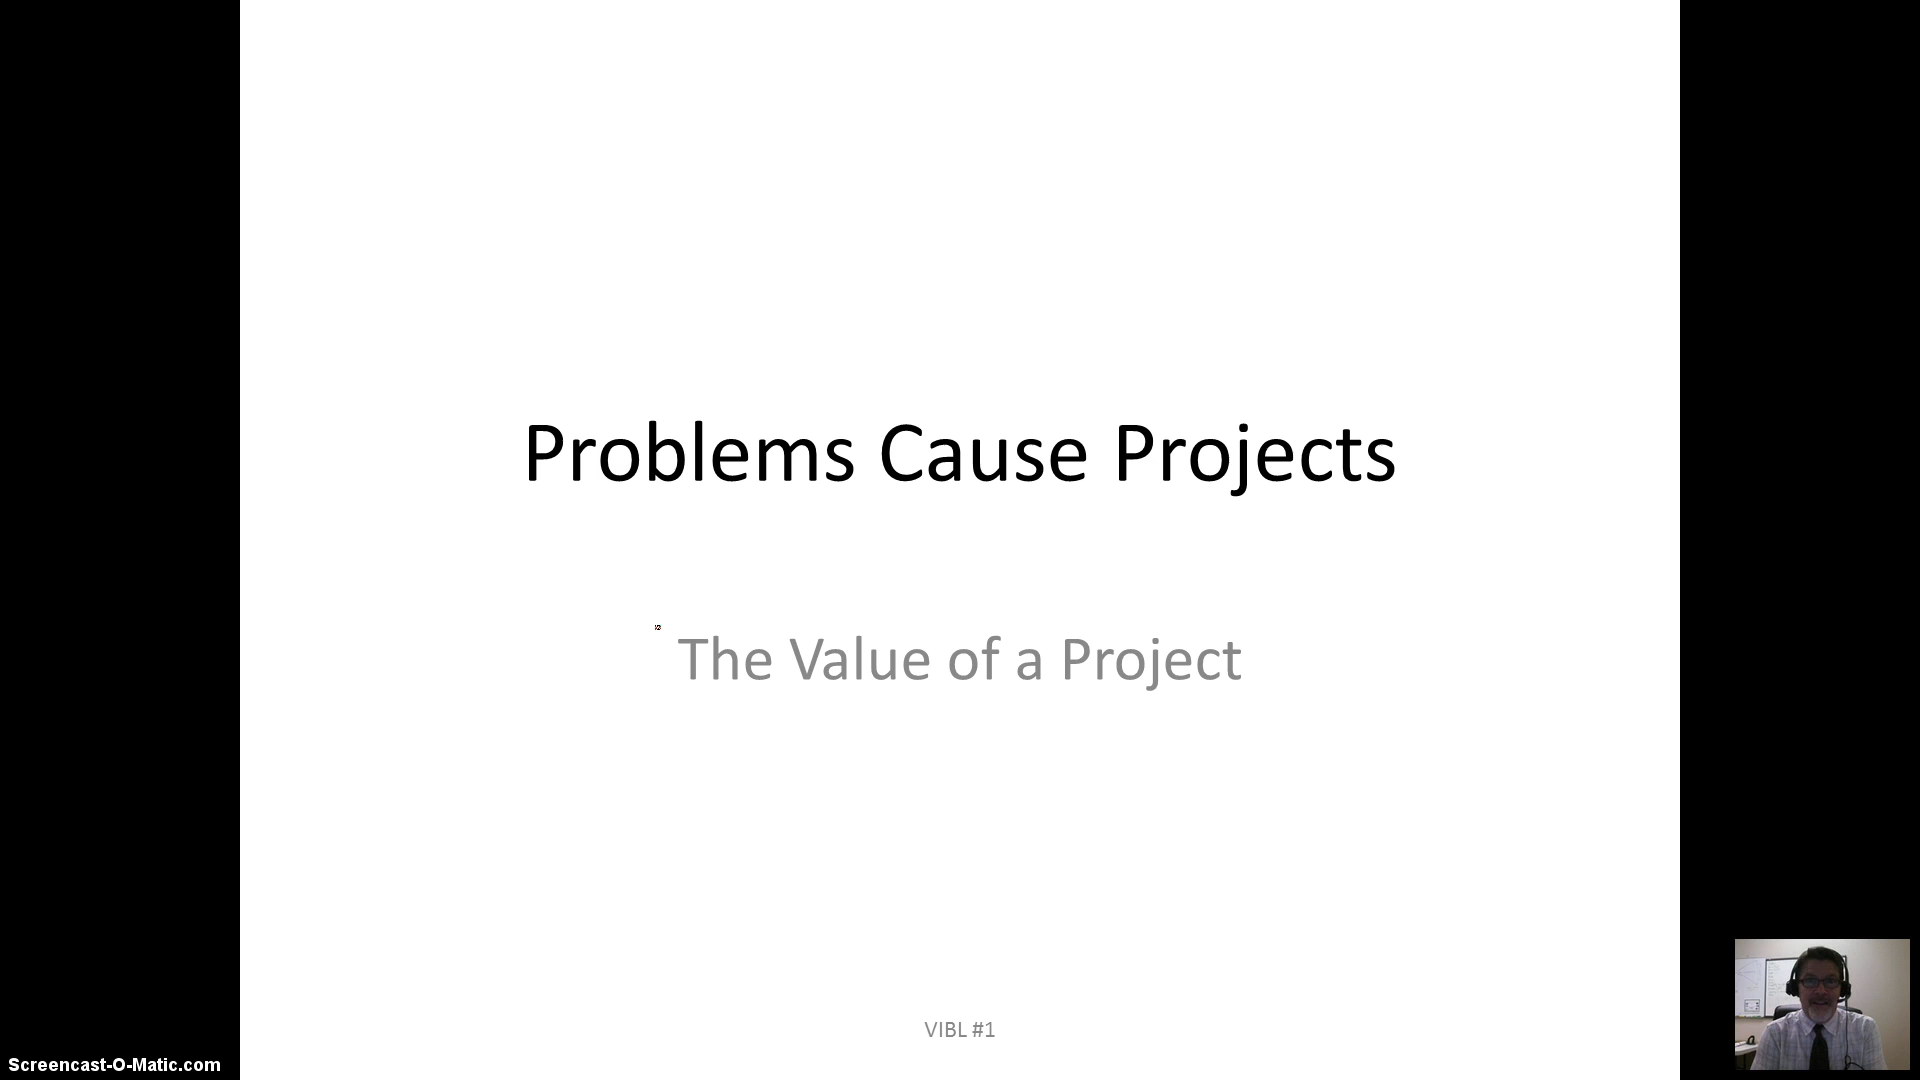 Problems Cause Projects
The Value of a Project
VIBL #1
Screencast-O-Matic.com